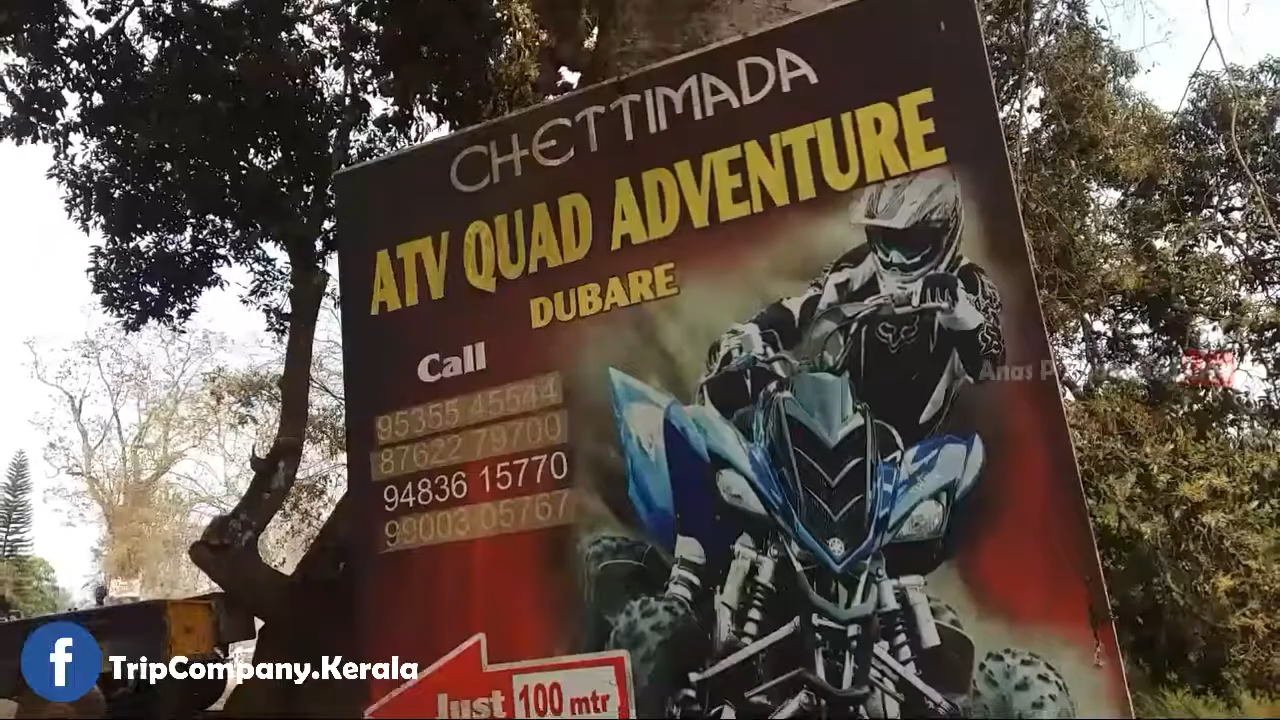 CHETTIMADA
ATV QUAD ADVENTURE
DUBARE
Call
95355 45544
87622 79700
94836 15770
99003 05767
Just 100 mtr
TripCompany.Kerala
Anas